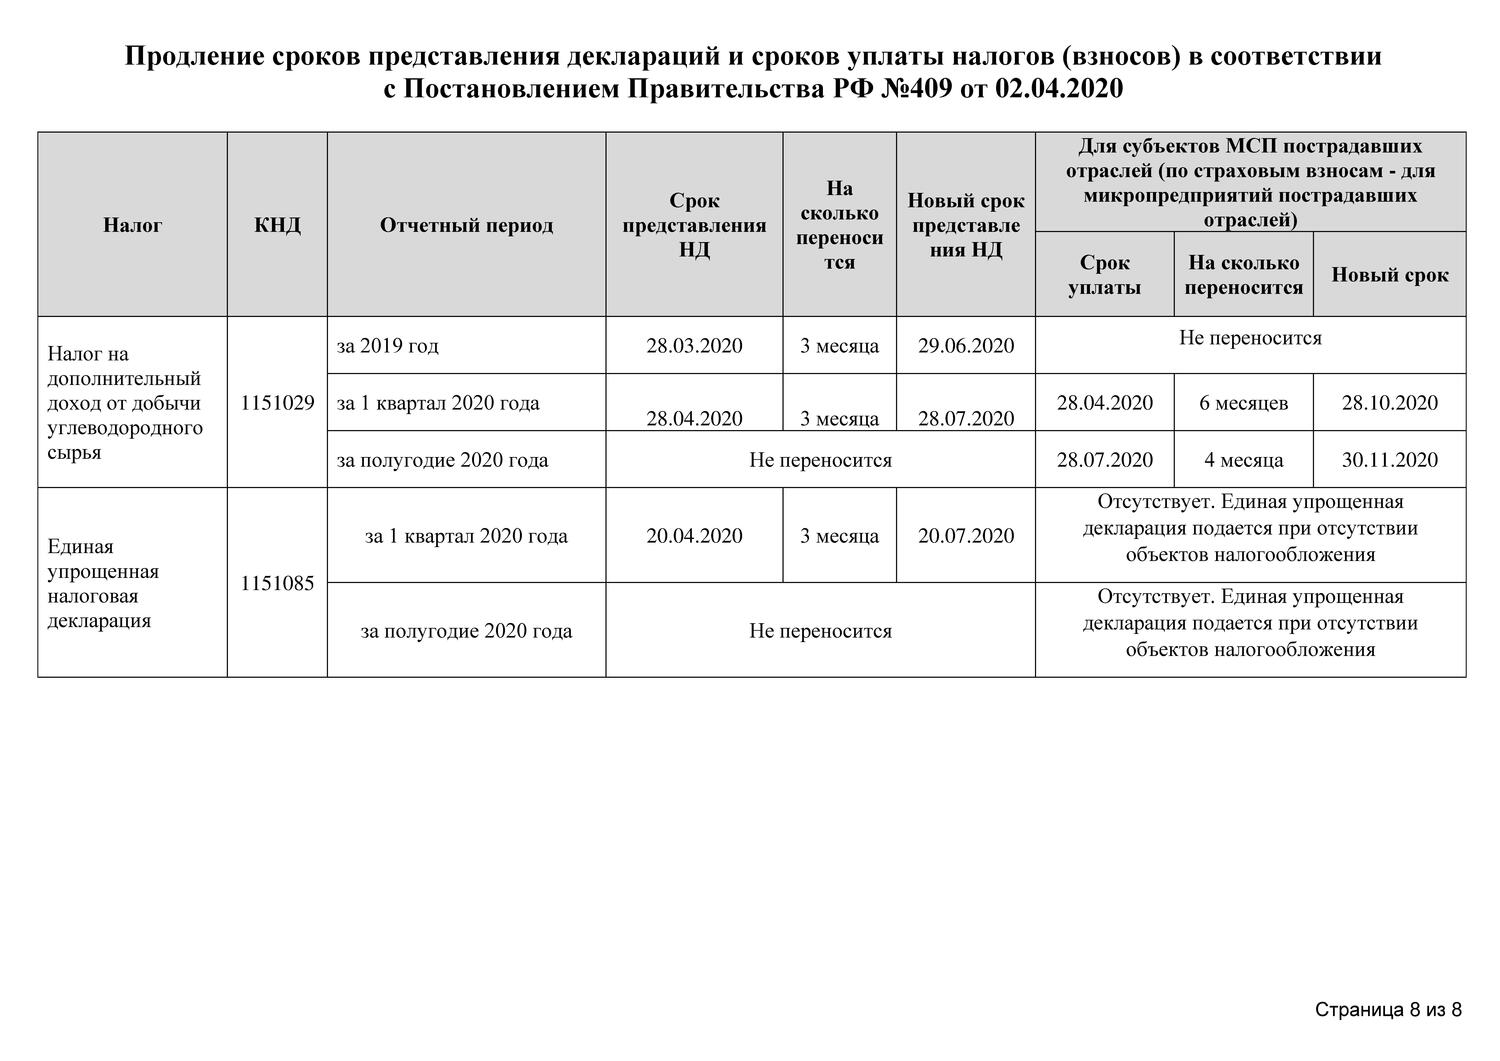 Продление сроков представления деклараций и сроков уплаты налогов (взносов) в соответствии
с Постановлением Правительства РФ №409 от 02.04.2020
Налог
КНД
Отчетный период
Срок
представления
НД
На
сколько
переноси
тся
Новый срок
представле
ния НД
Для субъектов МСП пострадавших
отраслей (по страховым взносам - для
микропредприятий пострадавших
отраслей)
Срок
уплаты
На сколько
переносится
Новый срок
Налог на
дополнительный
доход от добычи
углеводородного
сырья
1151029
за 2019 год
28.03.2020
3 месяца
29.06.2020
Не переносится
за 1 квартал 2020 года
28.04.2020
3 месяца
28.07.2020
28.04.2020
6 месяцев
28.10.2020
за полугодие 2020 года
Не переносится
28.07.2020
4 месяца
30.11.2020
Единая
упрощенная
налоговая
декларация
1151085
за 1 квартал 2020 года
20.04.2020
3 месяца
20.07.2020
Отсутствует. Единая упрощенная
декларация подается при отсутствии
объектов налогообложения
за полугодие 2020 года
Не переносится
Отсутствует. Единая упрощенная
декларация подается при отсутствии
объектов налогообложения
Страница 8 из 8